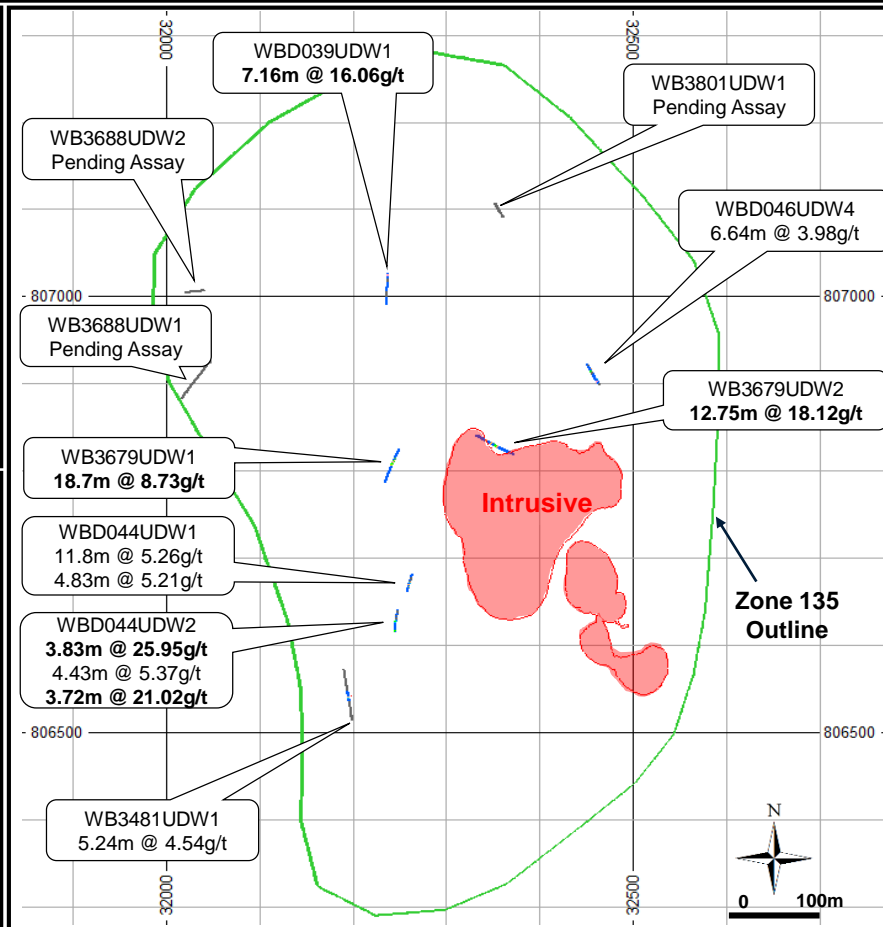 32000
32500
WBD039UDW1
7.16m @ 16.06g/t
WB3801UDW1
Pending Assay
WB3688UDW2
Pending Assay
WBD046UDW4
6.64m @ 3.98g/t
807000
807000
WB3688UDW1
Pending Assay
WB3679UDW2
12.75m @ 18.12g/t
WB3679UDW1
18.7m @ 8.73g/t
Intrusive
WBD044UDW1
11.8m @ 5.26g/t
4.83m @ 5.21g/t
Zone 135
Outline
WBD044UDW2
3.83m @ 25.95g/t
4.43m @ 5.37g/t
3.72m @ 21.02g/t
806500
806500
WB3481UDW1
5.24m @ 4.54g/t
N
32000
32500
0 100m